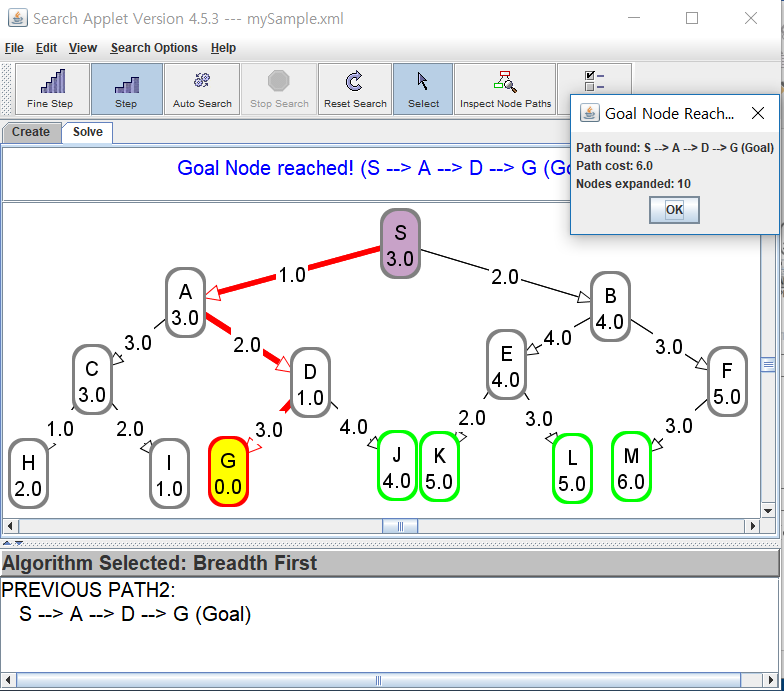 Search Applet Version 4.5.3 --- mySample.xml
File Edit View Search Options Help
Fine Step
Step
Auto Search
Stop Search
Reset Search
Select
Inspect Node Paths
Goal Node Reach...
Path found: S --> A --> D --> G (Goal)
Path cost: 6.0
Nodes expanded: 10
OK
Create
Solve
Goal Node reached! (S --> A --> D --> G (Go
S
3.0
1.0
2.0
A
3.0
B
4.0
3.0
2.0
4.0
3.0
C
3.0
D
1.0
E
4.0
F
5.0
1.0
2.0
3.0
4.0
2.0
3.0
3.0
H
2.0
I
1.0
G
0.0
J
4.0
K
5.0
L
5.0
M
6.0
Algorithm Selected: Breadth First
PREVIOUS PATH2:
S --> A --> D --> G (Goal)